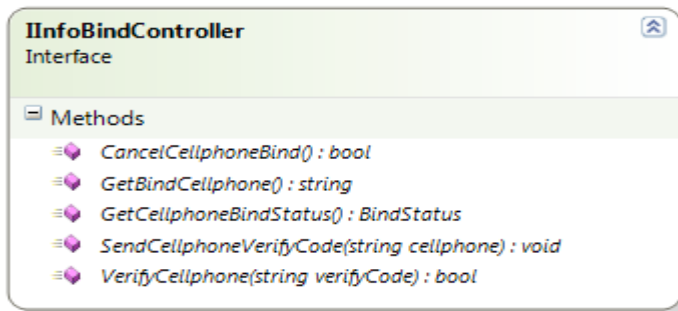 IInfoBindController
Interface
Methods
CancelCellphoneBind() : bool
GetBindCellphone() : string
GetCellphoneBindStatus() : BindStatus
SendCellphoneVerifyCode(string cellphone) : void
VerifyCellphone(string verifyCode) : bool